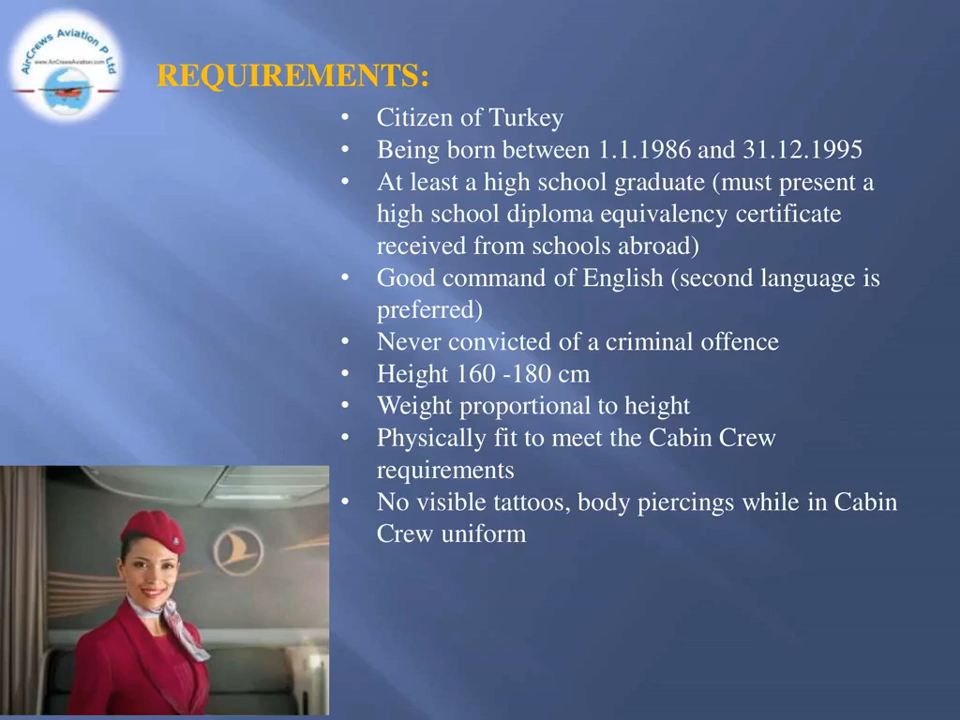 AirCrews Aviation P Ltd
www.AirCrewsAviation.com
REQUIREMENTS:
• Citizen of Turkey
• Being born between 1.1.1986 and 31.12.1995
• At least a high school graduate (must present a
high school diploma equivalency certificate
received from schools abroad)
• Good command of English (second language is
preferred)
• Never convicted of a criminal offence
• Height 160 -180 cm
• Weight proportional to height
• Physically fit to meet the Cabin Crew
requirements
• No visible tattoos, body piercings while in Cabin
Crew uniform